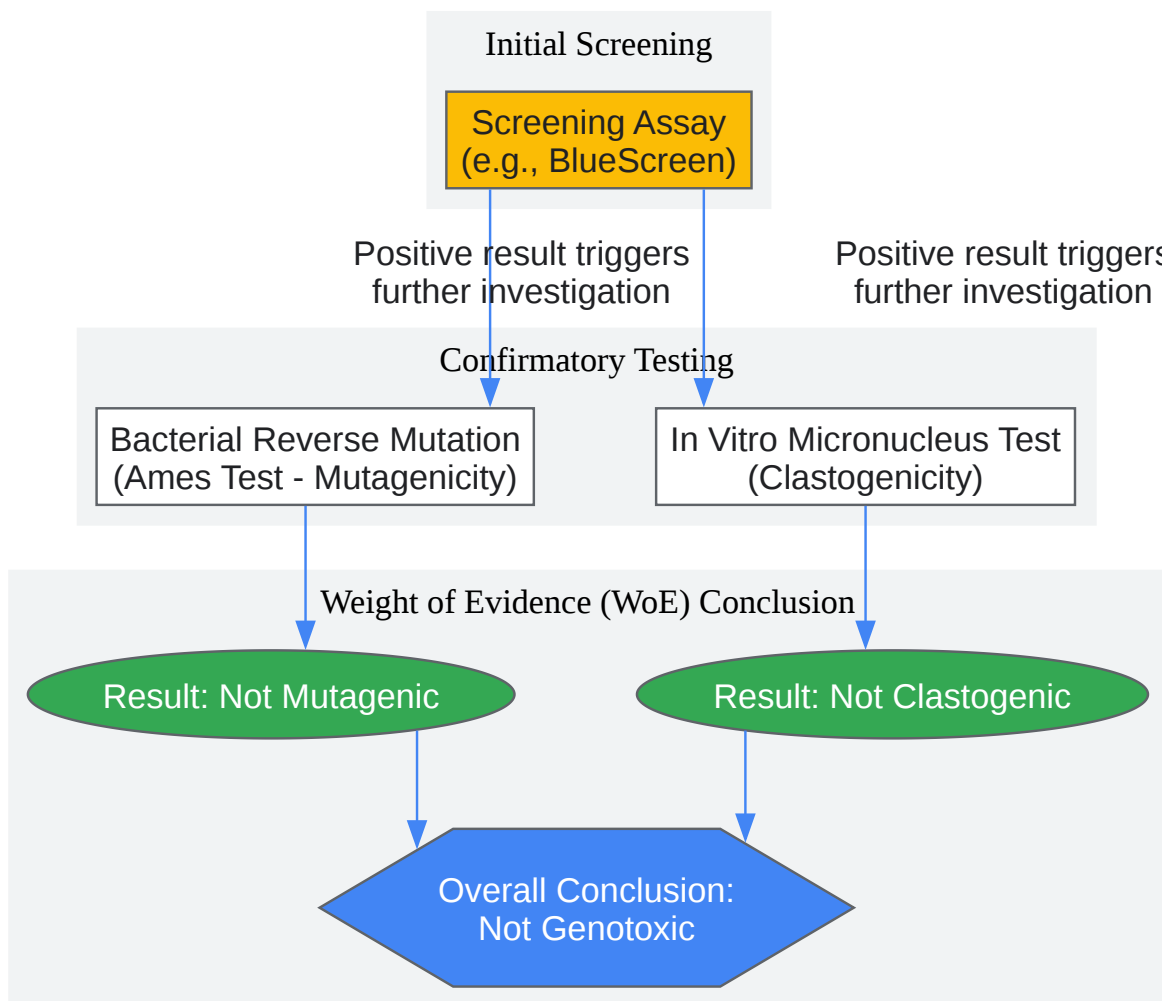 Initial Screening
Screening Assay
(e.g., BlueScreen)
Positive result triggers
further investigation
Positive result triggers
further investigation
Confirmatory Testing
Bacterial Reverse Mutation
(Ames Test - Mutagenicity)
In Vitro Micronucleus Test
(Clastogenicity)
Weight of Evidence (WoE) Conclusion
Result: Not Mutagenic
Result: Not Clastogenic
Overall Conclusion:
Not Genotoxic